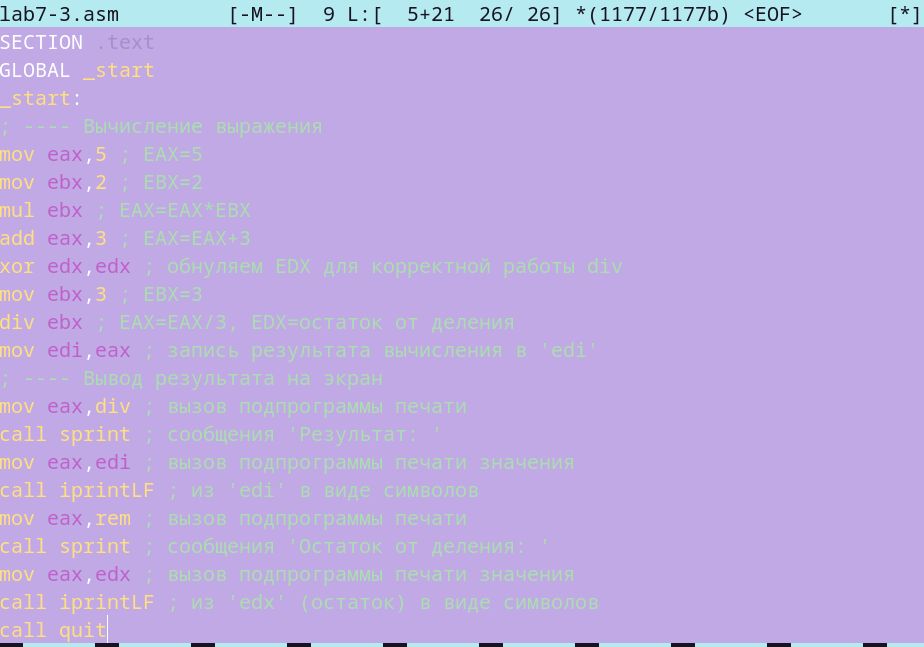 lab7-3.asm [-M--] 9 L:[ 5+21 26/ 26] *(1177/1177b) <EOF> [*]
SECTION .text
GLOBAL _start
_start:
; ---- Вычисление выражения
mov eax,5 ; EAX=5
mov ebx,2 ; EBX=2
mul ebx ; EAX=EAX*EBX
add eax,3 ; EAX=EAX+3
xor edx,edx ; обнуляем EDX для корректной работы div
mov ebx,3 ; EBX=3
div ebx ; EAX=EAX/3, EDX=остаток от деления
mov edi,eax ; запись результата вычисления в 'edi'
; ---- Вывод результата на экран
mov eax,div ; вызов подпрограммы печати
call sprint ; сообщения 'Результат: '
mov eax,edi ; вызов подпрограммы печати значения
call iprintLF ; из 'edi' в виде символов
mov eax,rem ; вызов подпрограммы печати
call sprint ; сообщения 'Остаток от деления: '
mov eax,edx ; вызов подпрограммы печати значения
call iprintLF ; из 'edx' (остаток) в виде символов
call quit